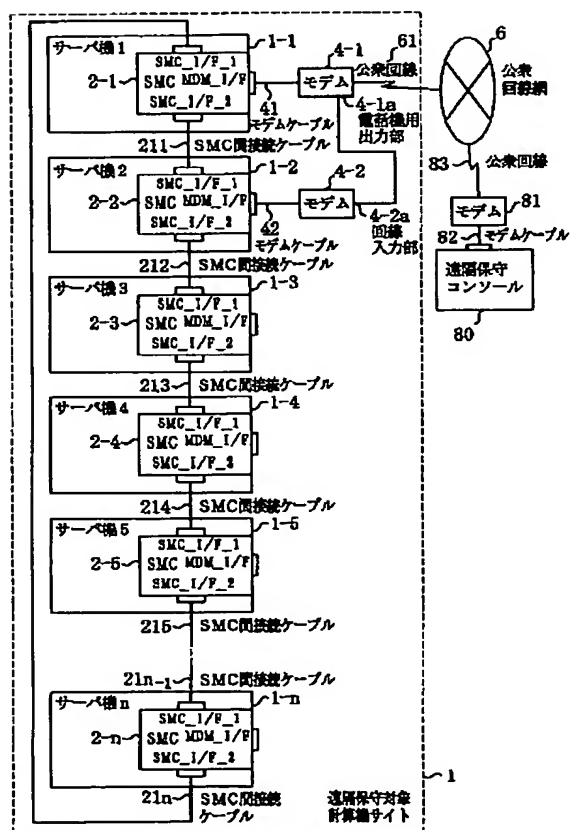 サーバ機1
1-1
2-1
SMC_I/F_1
SMC MDM_I/F
SMC_I/F_2
41
モデムケーブル
4-1
モデム
61
公衆回線
4-1a
電話機用
出力部
6
公衆
回線網
211
SMC間接続ケーブル
サーバ機2
1-2
2-2
SMC_I/F_1
SMC MDM_I/F
SMC_I/F_2
42
モデムケーブル
4-2
モデム
4-2a
回線
入力部
83
公衆回線
モデム
81
82
モデムケーブル
遠隔保守
コンソール
80
212
SMC間接続ケーブル
サーバ機3
1-3
2-3
SMC_I/F_1
SMC MDM_I/F
SMC_I/F_2
213
SMC間接続ケーブル
サーバ機4
1-4
2-4
SMC_I/F_1
SMC MDM_I/F
SMC_I/F_2
214
SMC間接続ケーブル
サーバ機5
1-5
2-5
SMC_I/F_1
SMC MDM_I/F
SMC_I/F_2
215
SMC間接続ケーブル
21n-1
SMC間接続ケーブル
サーバ機n
1-n
2-n
SMC_I/F_1
SMC MDM_I/F
SMC_I/F_2
21n
SMC間接続
ケーブル
遠隔保守対象
計算機サイト
1